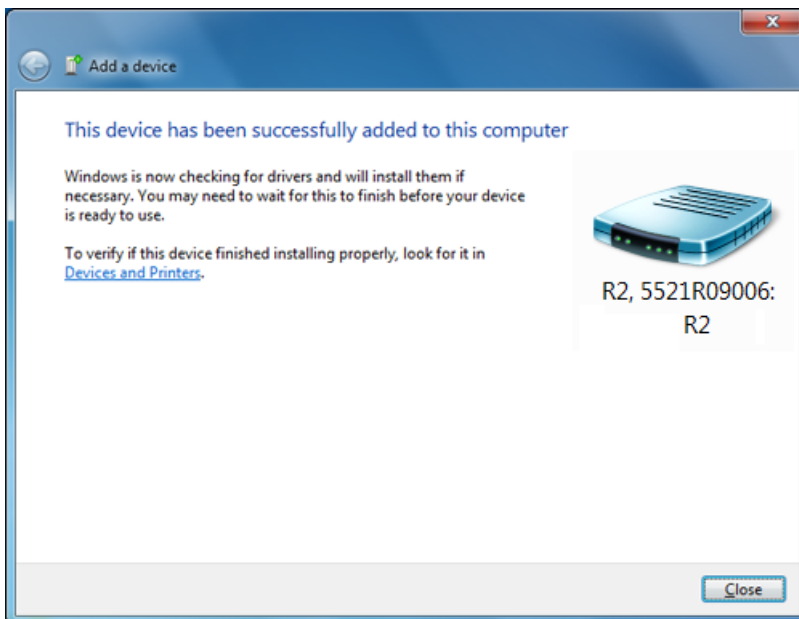 Add a device
This device has been successfully added to this computer
Windows is now checking for drivers and will install them if
necessary. You may need to wait for this to finish before your device
is ready to use.
To verify if this device finished installing properly, look for it in
Devices and Printers.
R2, 5521R09006:
R2
Close